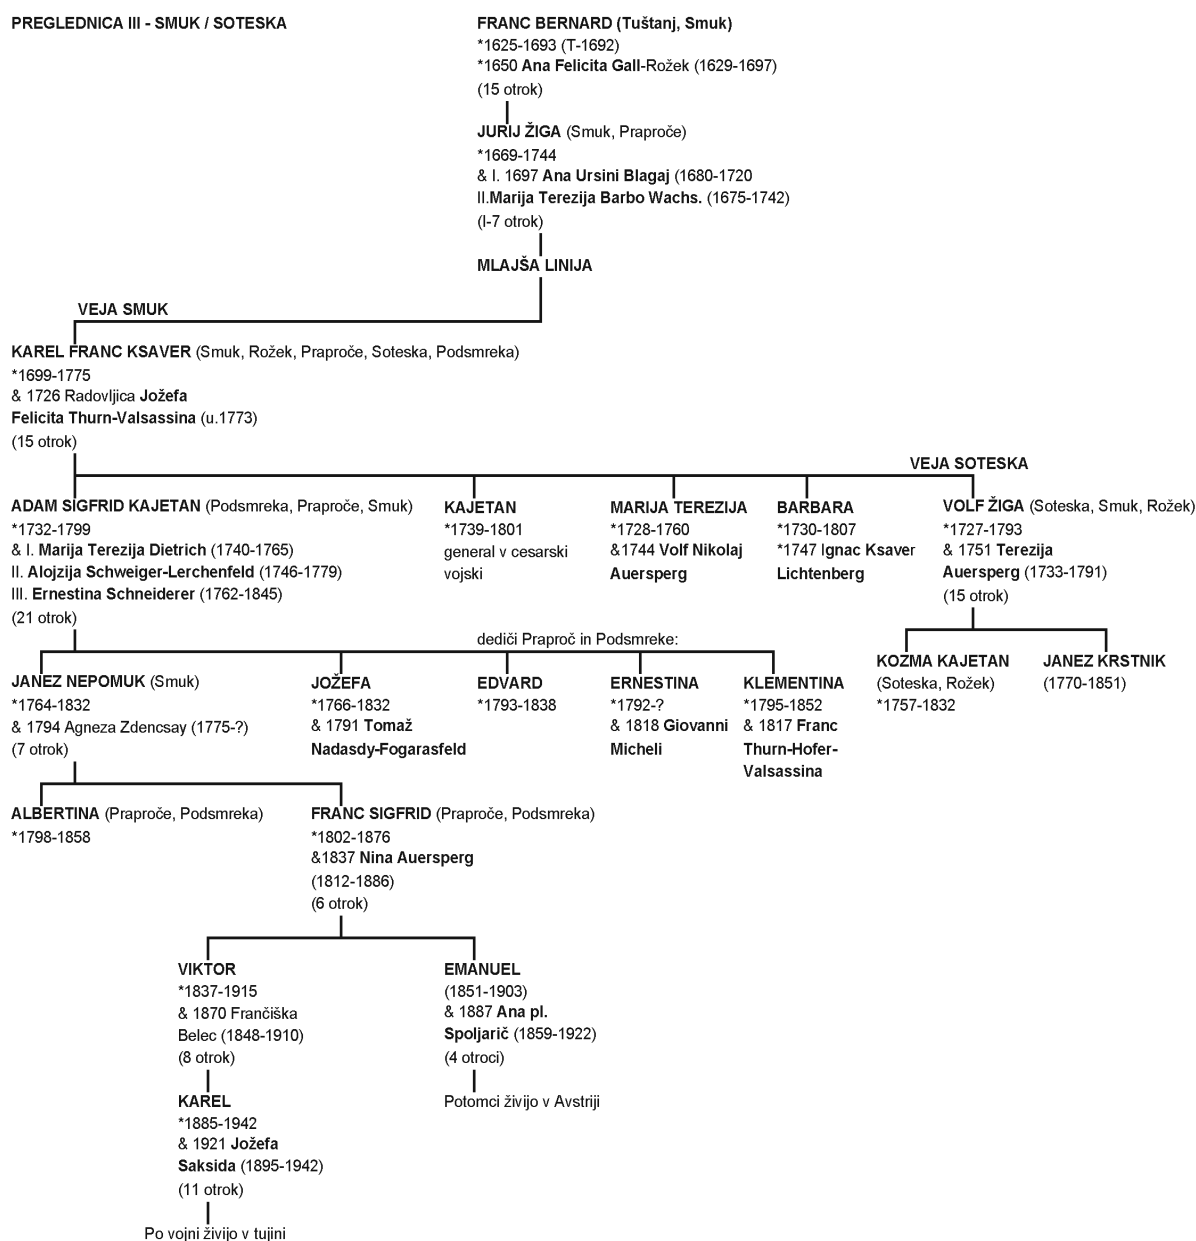 PREGLEDNICA III - SMUK / SOTESKA
FRANC BERNARD (Tuštanj, Smuk)
*1625-1693 (T-1692)
*1650 Ana Felicita Gall-Rožek (1629-1697)
(15 otrok)
JURIJ ŽIGA (Smuk, Praproče)
*1669-1744
& I. 1697 Ana Ursini Blagaj (1680-1720
II.Marija Terezija Barbo Wachs. (1675-1742)
(I-7 otrok)
MLAJŠA LINIJA
VEJA SMUK
KAREL FRANC KSAVER (Smuk, Rožek, Praproče, Soteska, Podsmreka)
*1699-1775
& 1726 Radovljica Jožefa
Felicita Thurn-Valsassina (u.1773)
(15 otrok)
VEJA SOTESKA
ADAM SIGFRID KAJETAN (Podsmreka, Praproče, Smuk)
*1732-1799
& I. Marija Terezija Dietrich (1740-1765)
II. Alojzija Schweiger-Lerchenfeld (1746-1779)
III. Ernestina Schneiderer (1762-1845)
(21 otrok)
KAJETAN
*1739-1801
general v cesarski
vojski
MARIJA TEREZIJA
*1728-1760
&1744 Volf Nikolaj
Auersperg
BARBARA
*1730-1807
*1747 Ignac Ksaver
Lichtenberg
VOLF ŽIGA (Soteska, Smuk, Rožek)
*1727-1793
& 1751 Terezija
Auersperg (1733-1791)
(15 otrok)
dediči Praproč in Podsmreke:
JANEZ NEPOMUK (Smuk)
*1764-1832
& 1794 Agneza Zdencsay (1775-?)
(7 otrok)
JOŽEFA
*1766-1832
& 1791 Tomaž
Nadasdy-Fogarasfeld
EDVARD
*1793-1838
ERNESTINA
*1792-?
& 1818 Giovanni
Micheli
KLEMENTINA
*1795-1852
& 1817 Franc
Thurn-Hofer-
Valsassina
KOZMA KAJETAN
(Soteska, Rožek)
*1757-1832
JANEZ KRSTNIK
(1770-1851)
ALBERTINA (Praproče, Podsmreka)
*1798-1858
FRANC SIGFRID (Praproče, Podsmreka)
*1802-1876
&1837 Nina Auersperg
(1812-1886)
(6 otrok)
VIKTOR
*1837-1915
& 1870 Frančiška
Belec (1848-1910)
(8 otrok)
EMANUEL
(1851-1903)
& 1887 Ana pl.
Spoljarič (1859-1922)
(4 otroci)
KAREL
*1885-1942
& 1921 Jožefa
Saksida (1895-1942)
(11 otrok)
Potomci živijo v Avstriji
Po vojni živijo v tujini